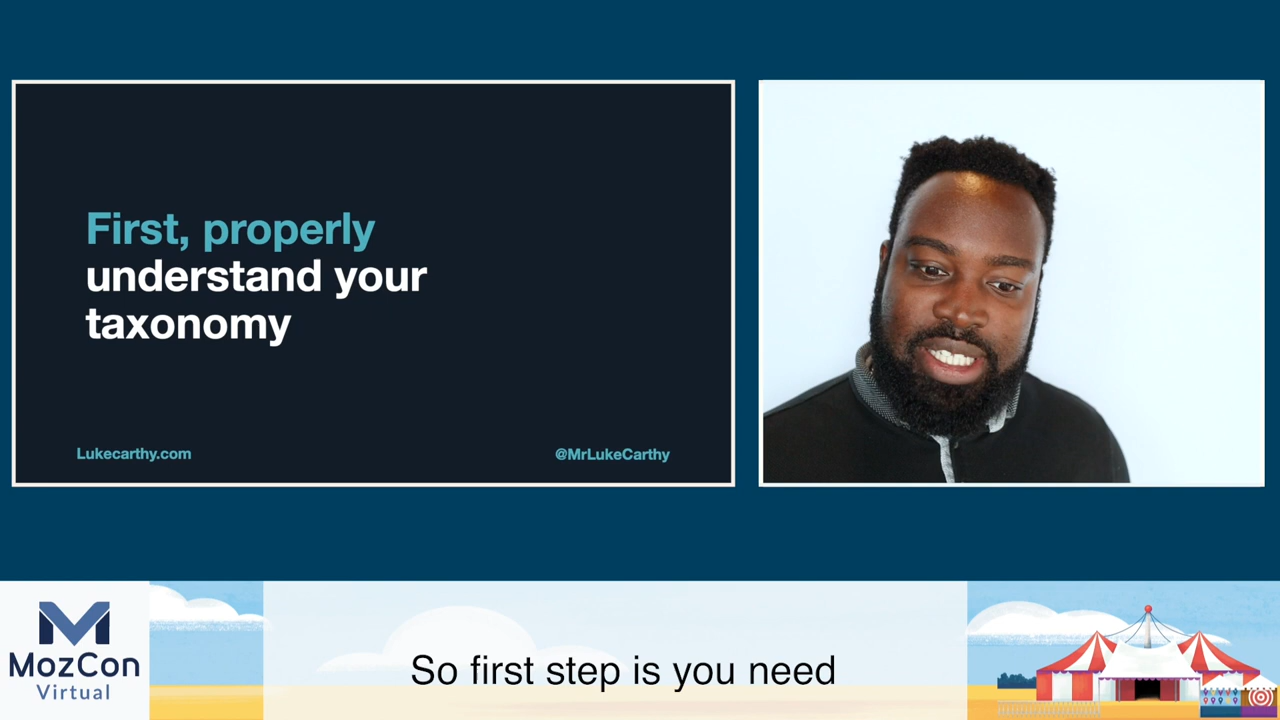 First, properly
understand your
taxonomy
Lukecarthy.com
@MrLukeCarthy
MozCon
Virtual
So first step is you need